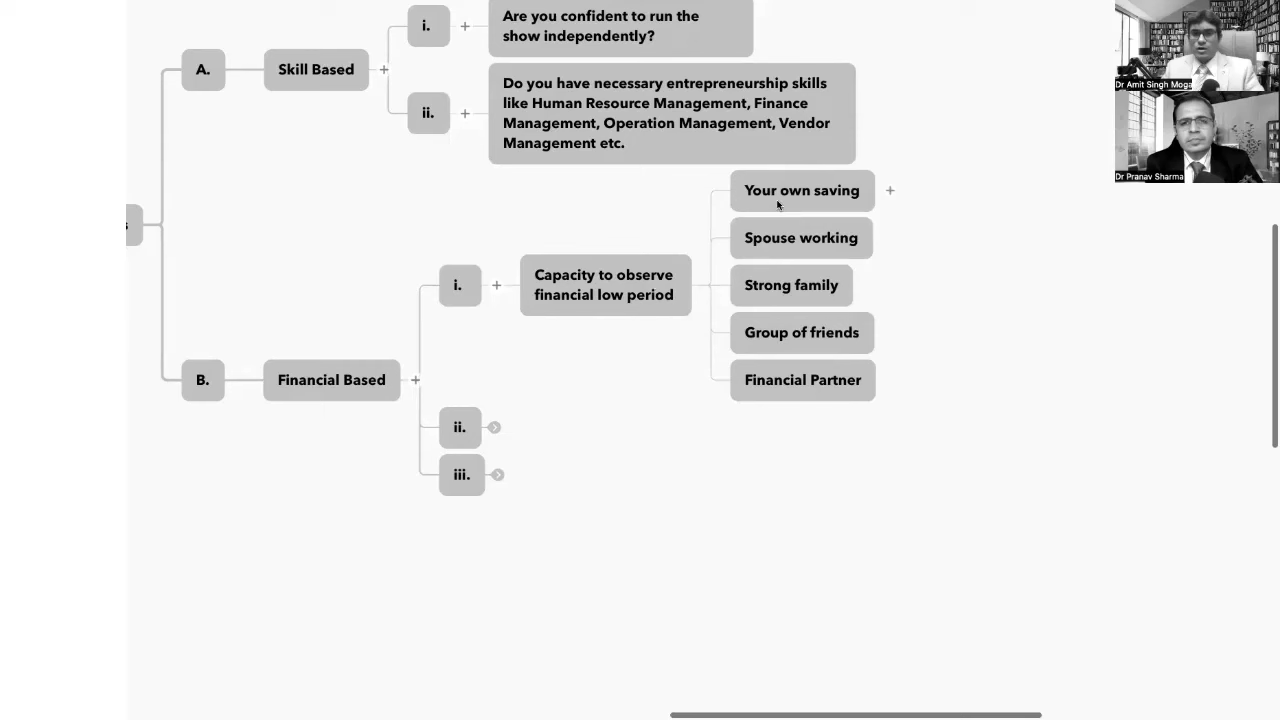 i.
Are you confident to run the
show independently?
A.
Skill Based
ii.
Do you have necessary entrepreneurship skills
like Human Resource Management, Finance
Management, Operation Management, Vendor
Management etc.
Dr Amit Singh Moga
Dr Pranav Sharma
s
i.
Capacity to observe
financial low period
Your own saving
Spouse working
Strong family
Group of friends
Financial Partner
B.
Financial Based
ii.
iii.